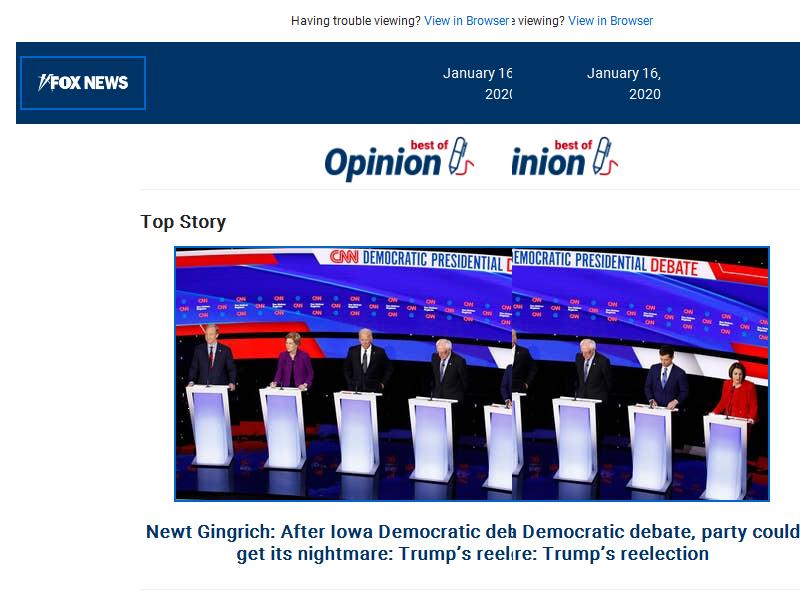 Having trouble viewing? View in Browser e viewing? View in Browser
FOX NEWS
January 16 January 16,
2020 2020
best of best of
Opinion inion
Top Story
CNN DEMOCRATIC PRESIDENTIAL D EMOCRATIC PRESIDENTIAL DEBATE
Newt Gingrich: After Iowa Democratic deb Democratic debate, party could
get its nightmare: Trump's reel re: Trump's reelection